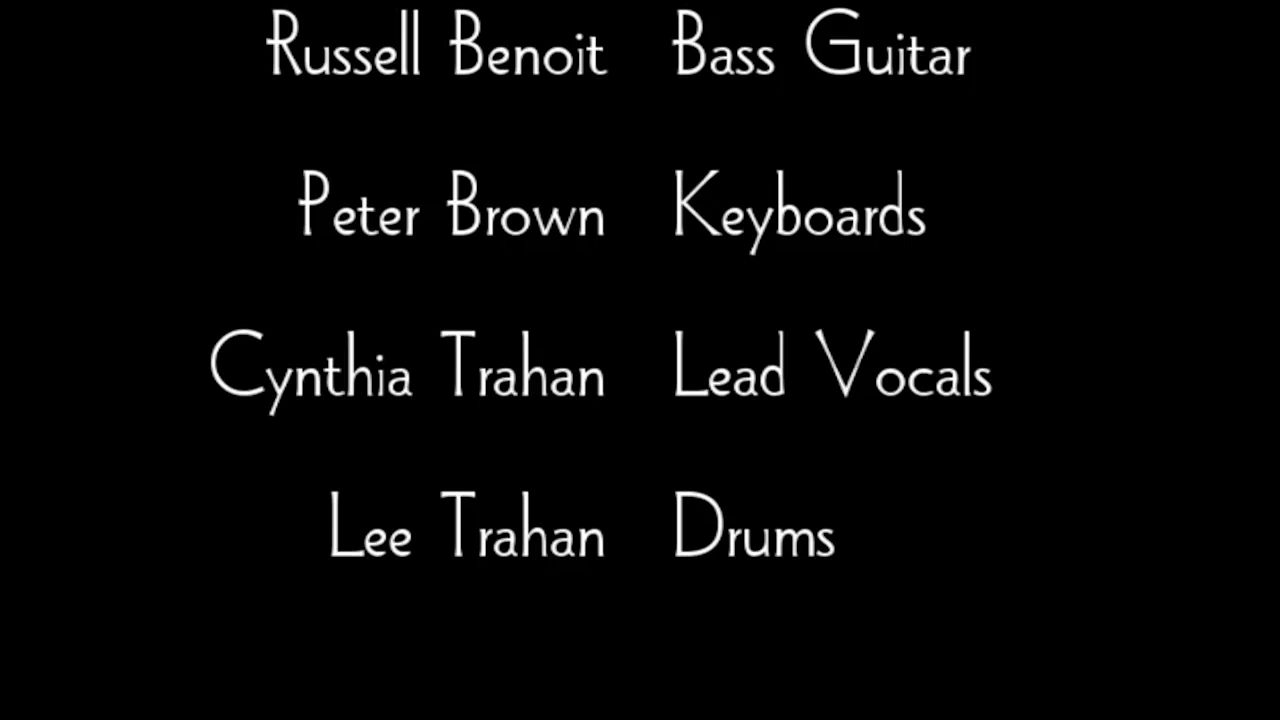 Russell Benoit Bass Guitar
Peter Brown Keyboards
Cynthia Trahan Lead Vocals
Lee Trahan Drums